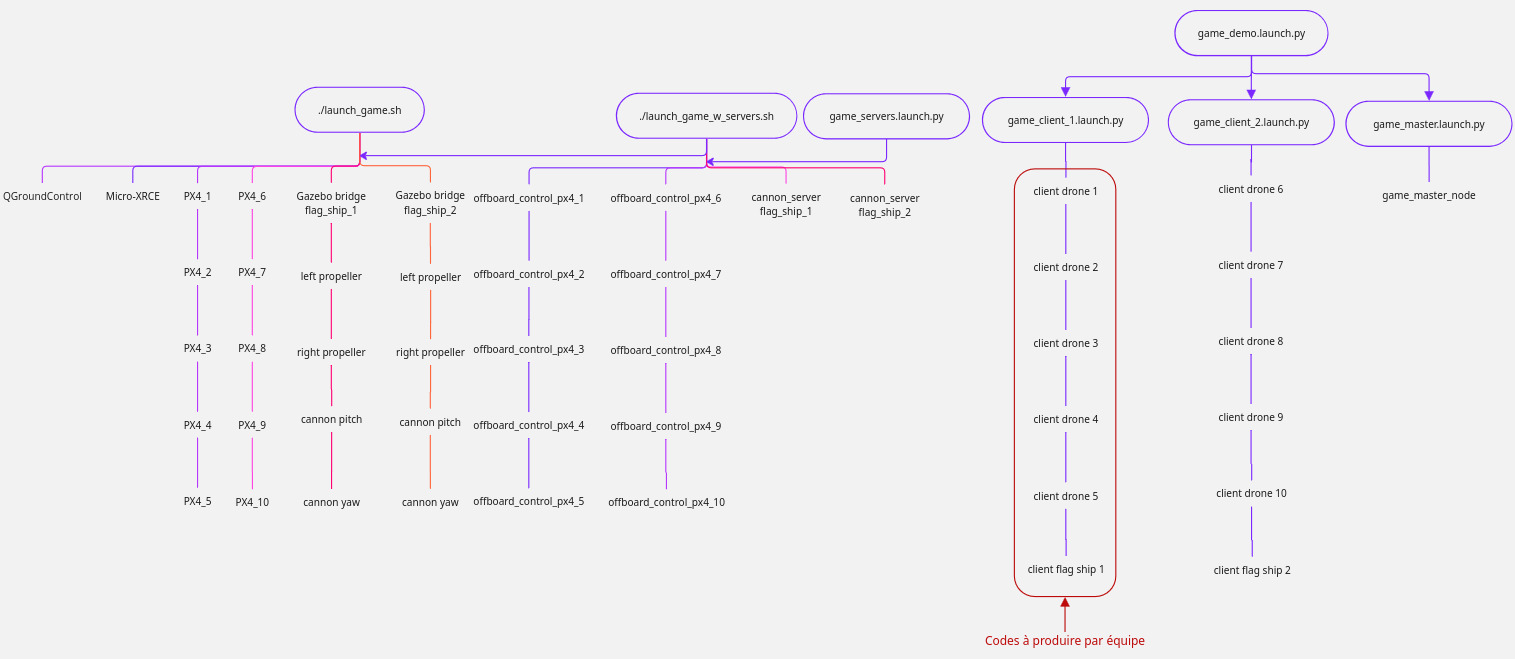 game_demo.launch.py
./launch_game.sh
./launch_game_w_servers.sh
game_servers.launch.py
game_client_1.launch.py
game_client_2.launch.py
game_master.launch.py
QGroundControl
Micro-XRCE
PX4_1
PX4_2
PX4_3
PX4_4
PX4_5
PX4_6
PX4_7
PX4_8
PX4_9
PX4_10
Gazebo bridge
flag_ship_1
left propeller
right propeller
cannon pitch
cannon yaw
Gazebo bridge
flag_ship_2
left propeller
right propeller
cannon pitch
cannon yaw
offboard_control_px4_1
offboard_control_px4_2
offboard_control_px4_3
offboard_control_px4_4
offboard_control_px4_5
offboard_control_px4_6
offboard_control_px4_7
offboard_control_px4_8
offboard_control_px4_9
offboard_control_px4_10
cannon_server
flag_ship_1
cannon_server
flag_ship_2
client drone 1
client drone 2
client drone 3
client drone 4
client drone 5
client flag ship 1
Codes à produire par équipe
client drone 6
client drone 7
client drone 8
client drone 9
client drone 10
client flag ship 2
game_master_node